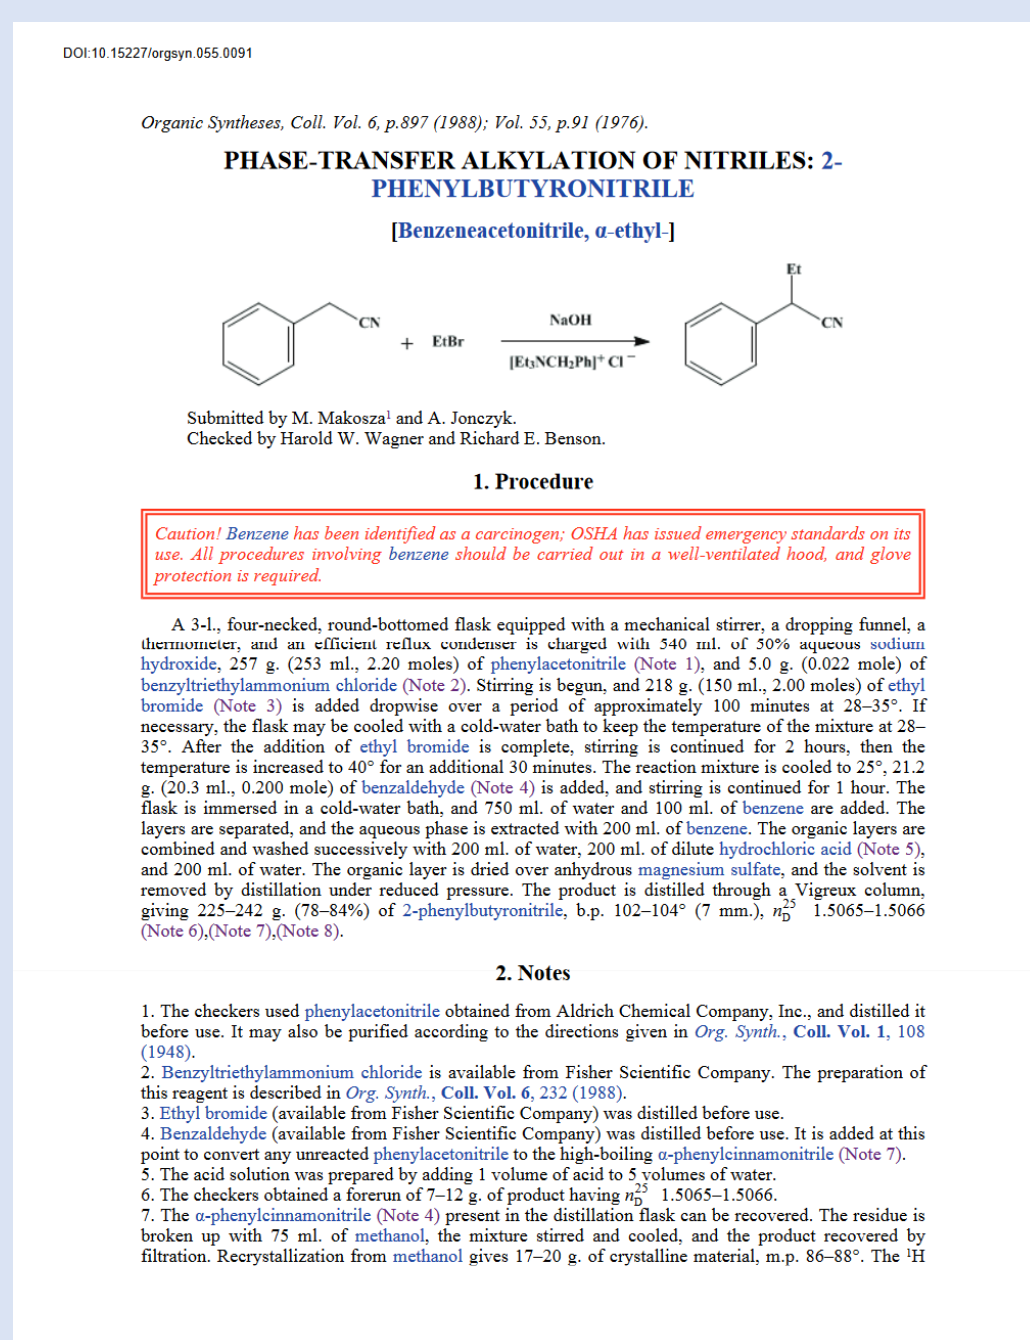 DOI:10.15227/orgsyn.055.0091
Organic Syntheses, Coll. Vol. 6, p.897 (1988); Vol. 55, p.91 (1976).
PHASE-TRANSFER ALKYLATION OF NITRILES: 2-
PHENYLBUTYRONITRILE
[Benzeneacetonitrile, α-ethyl-]
CN
+ EtBr
NaOH
[Et₃NCH₂Ph]⁺ Cl⁻
Et
CN
Submitted by M. Makosza¹ and A. Jonczyk.
Checked by Harold W. Wagner and Richard E. Benson.
1. Procedure
Caution! Benzene has been identified as a carcinogen; OSHA has issued emergency standards on its
use. All procedures involving benzene should be carried out in a well-ventilated hood, and glove
protection is required.
A 3-l., four-necked, round-bottomed flask equipped with a mechanical stirrer, a dropping funnel, a
thermometer, and an efficient reflux condenser is charged with 540 ml. of 50% aqueous sodium
hydroxide, 257 g. (253 ml., 2.20 moles) of phenylacetonitrile (Note 1), and 5.0 g. (0.022 mole) of
benzyltriethylammonium chloride (Note 2). Stirring is begun, and 218 g. (150 ml., 2.00 moles) of ethyl
bromide (Note 3) is added dropwise over a period of approximately 100 minutes at 28–35°. If
necessary, the flask may be cooled with a cold-water bath to keep the temperature of the mixture at 28–
35°. After the addition of ethyl bromide is complete, stirring is continued for 2 hours, then the
temperature is increased to 40° for an additional 30 minutes. The reaction mixture is cooled to 25°, 21.2
g. (20.3 ml., 0.200 mole) of benzaldehyde (Note 4) is added, and stirring is continued for 1 hour. The
flask is immersed in a cold-water bath, and 750 ml. of water and 100 ml. of benzene are added. The
layers are separated, and the aqueous phase is extracted with 200 ml. of benzene. The organic layers are
combined and washed successively with 200 ml. of water, 200 ml. of dilute hydrochloric acid (Note 5),
and 200 ml. of water. The organic layer is dried over anhydrous magnesium sulfate, and the solvent is
removed by distillation under reduced pressure. The product is distilled through a Vigreux column,
giving 225–242 g. (78–84%) of 2-phenylbutyronitrile, b.p. 102–104° (7 mm.), n25D 1.5065–1.5066
(Note 6),(Note 7),(Note 8).
2. Notes
1. The checkers used phenylacetonitrile obtained from Aldrich Chemical Company, Inc., and distilled it
before use. It may also be purified according to the directions given in Org. Synth., Coll. Vol. 1, 108
(1948).
2. Benzyltriethylammonium chloride is available from Fisher Scientific Company. The preparation of
this reagent is described in Org. Synth., Coll. Vol. 6, 232 (1988).
3. Ethyl bromide (available from Fisher Scientific Company) was distilled before use.
4. Benzaldehyde (available from Fisher Scientific Company) was distilled before use. It is added at this
point to convert any unreacted phenylacetonitrile to the high-boiling α-phenylcinnamonitrile (Note 7).
5. The acid solution was prepared by adding 1 volume of acid to 5 volumes of water.
6. The checkers obtained a forerun of 7–12 g. of product having n25D 1.5065–1.5066.
7. The α-phenylcinnamonitrile (Note 4) present in the distillation flask can be recovered. The residue is
broken up with 75 ml. of methanol, the mixture stirred and cooled, and the product recovered by
filtration. Recrystallization from methanol gives 17–20 g. of crystalline material, m.p. 86–88°. The ¹H